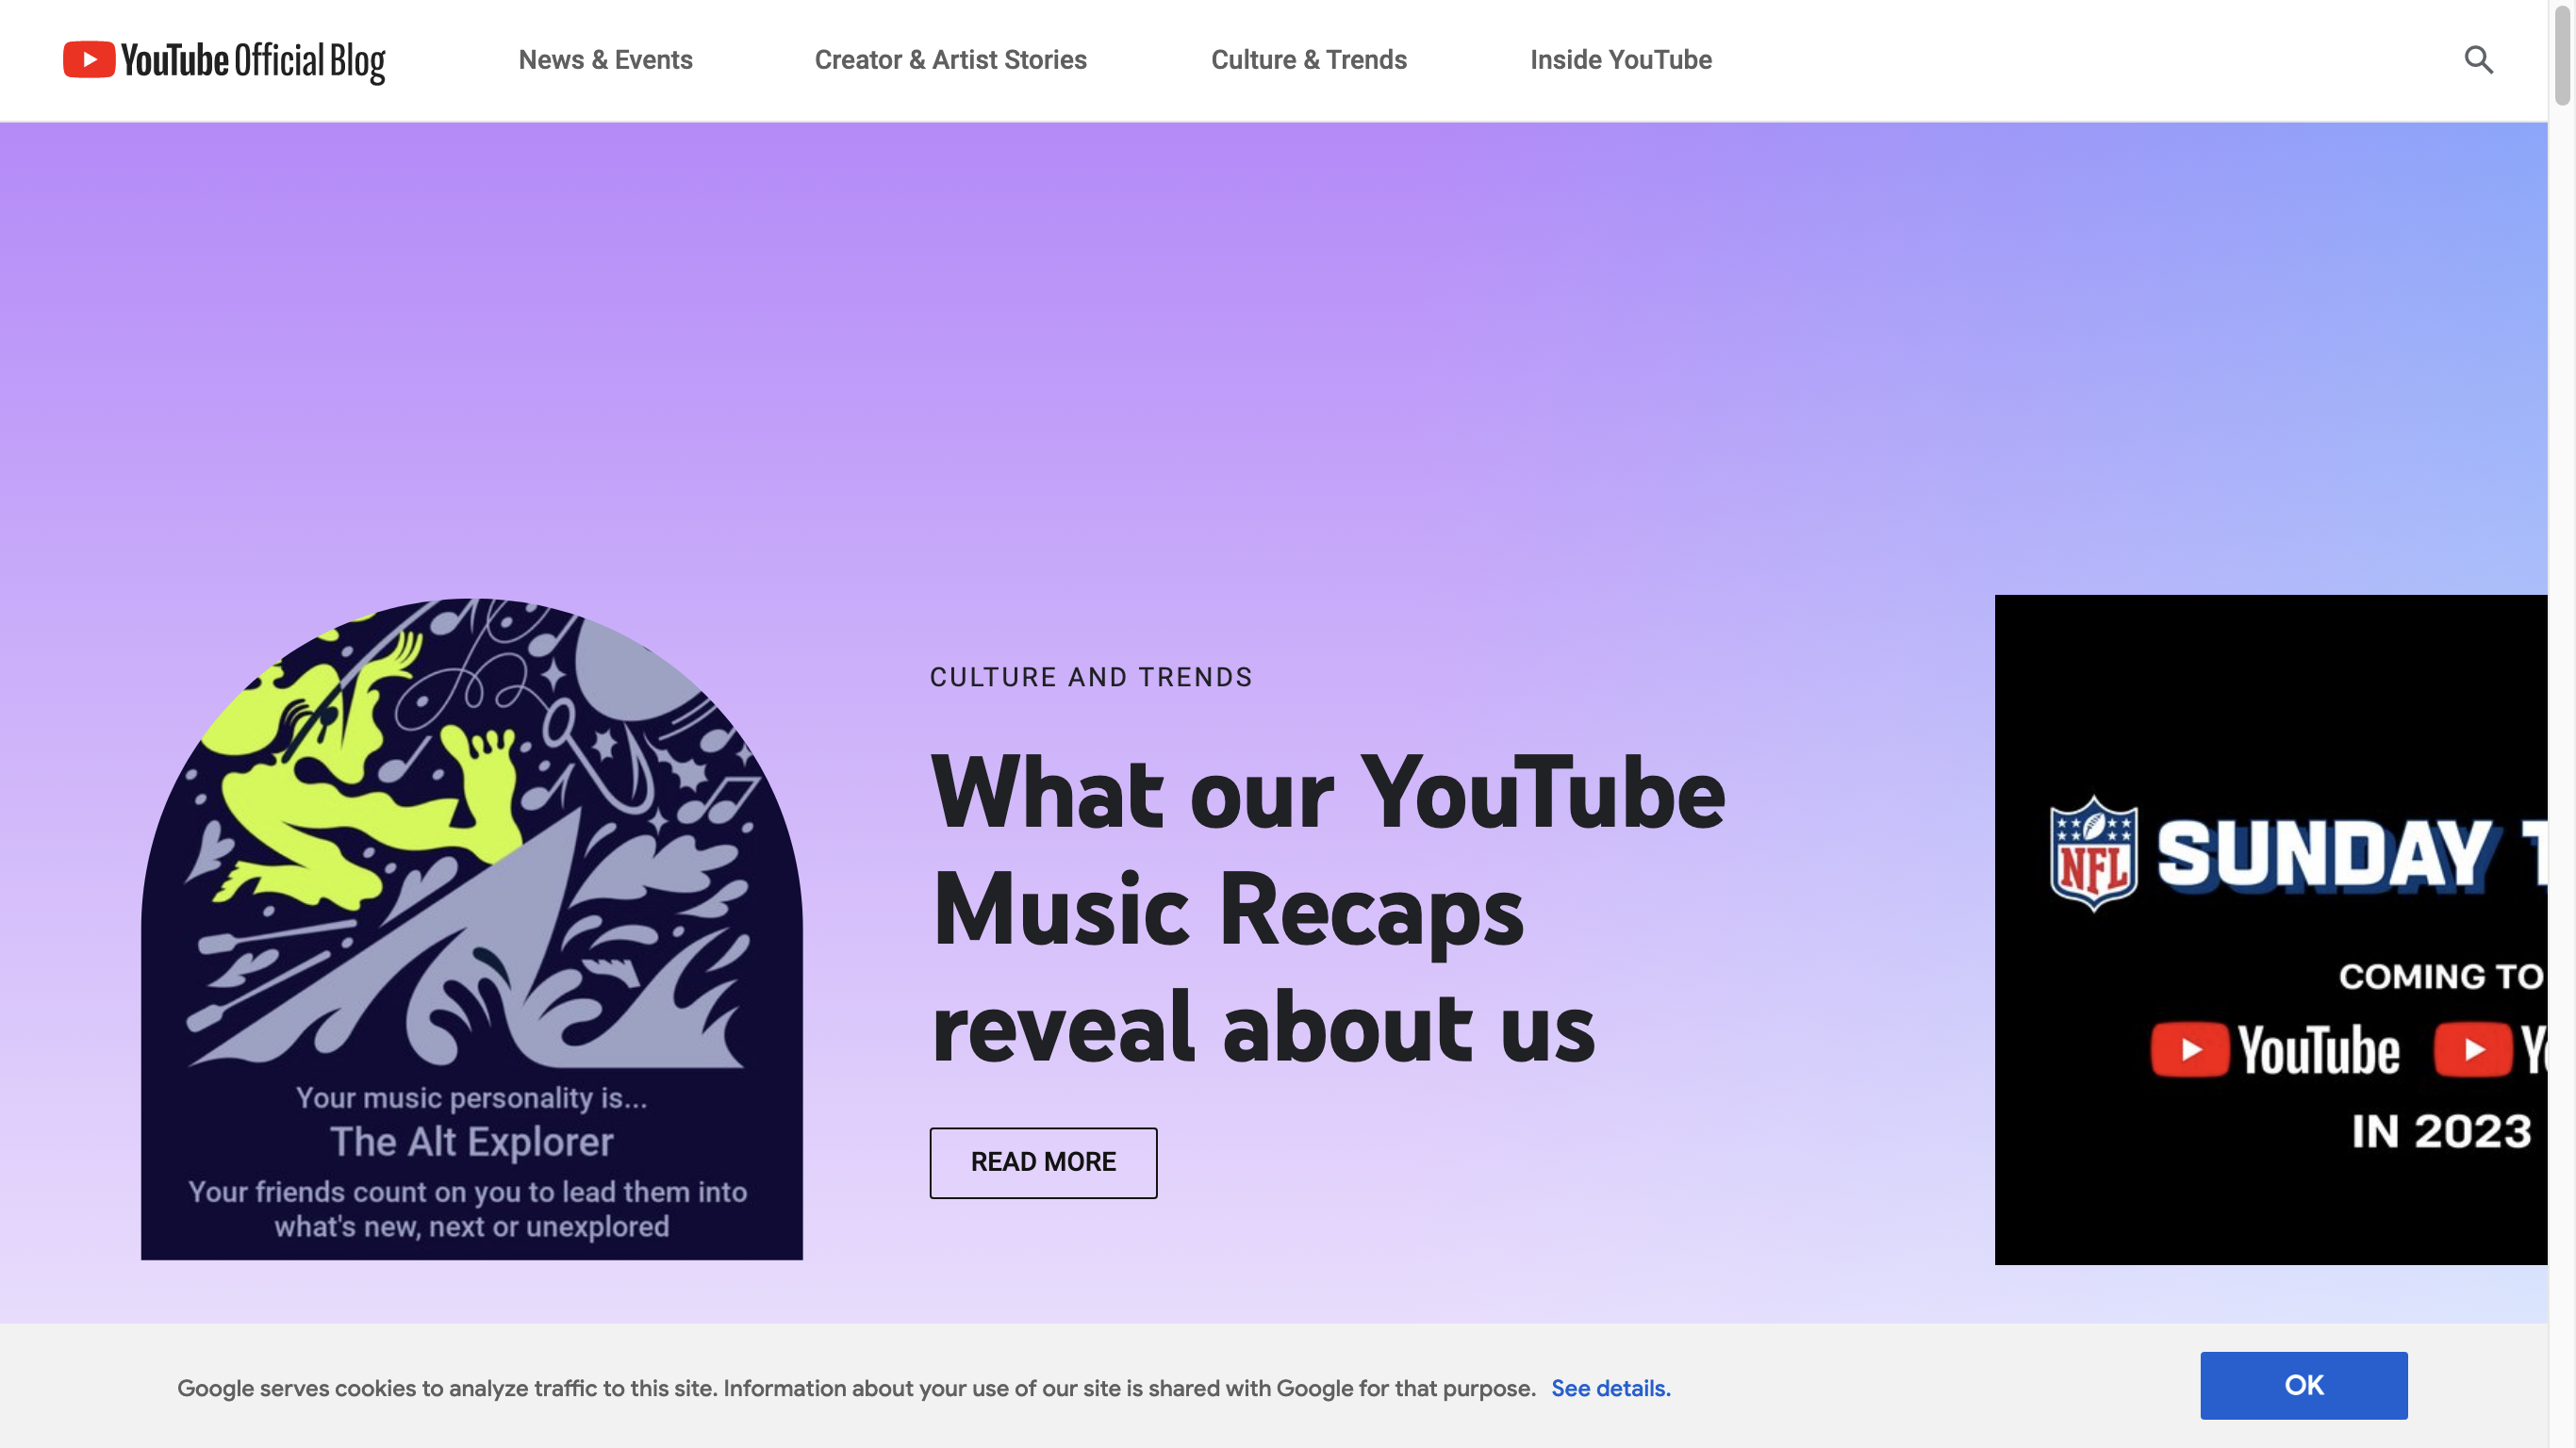 YouTube Official Blog
News & Events
Creator & Artist Stories
Culture & Trends
Inside YouTube
CULTURE AND TRENDS
What our YouTube
Music Recaps
reveal about us
READ MORE
Your music personality is...
The Alt Explorer
Your friends count on you to lead them into
what's new, next or unexplored
NFL SUNDAY
COMING TO
YouTube
IN 2023
Google serves cookies to analyze traffic to this site. Information about your use of our site is shared with Google for that purpose. See details.
OK